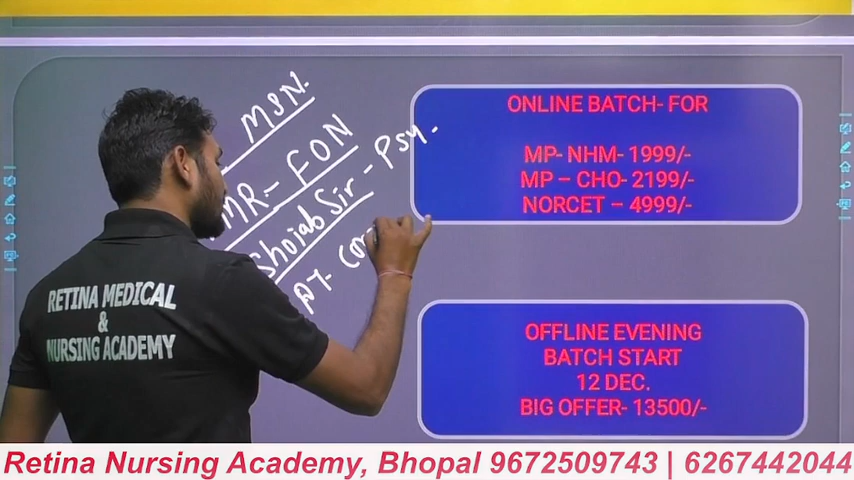 MSN.
MR.- FON
Shojab Sir - Psy.
ONLINE BATCH- FOR
MP- NHM- 1999/-
MP – CHO- 2199/-
NORCET – 4999/-
OFFLINE EVENING
BATCH START
12 DEC.
BIG OFFER- 13500/-
RETINA MEDICAL
&
NURSING ACADEMY
Retina Nursing Academy, Bhopal 9672509743 | 6267442044